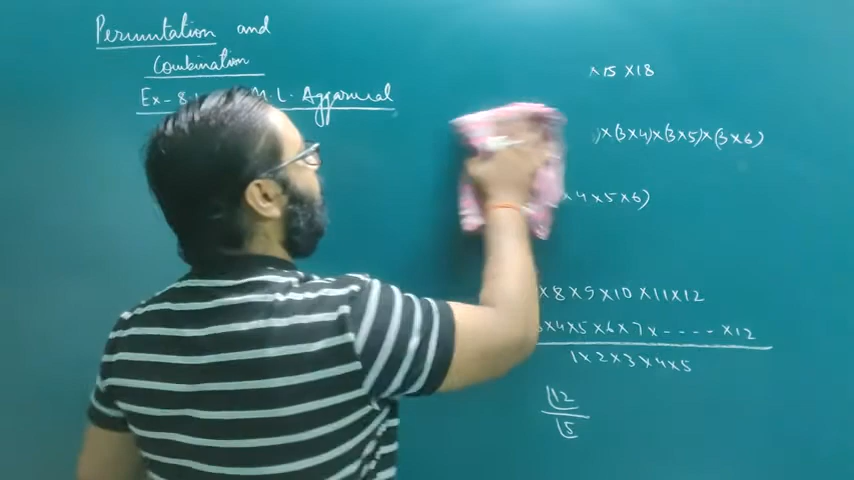 Permutation and
Combination
Ex-8. M.L. Aggarwal
×15 ×18
)×(3×4)×(3×5)×(3×6)
×4×5×6)
×8×9×10×11×12
×4×5×6×7×-----×12
1×2×3×4×5
12
5